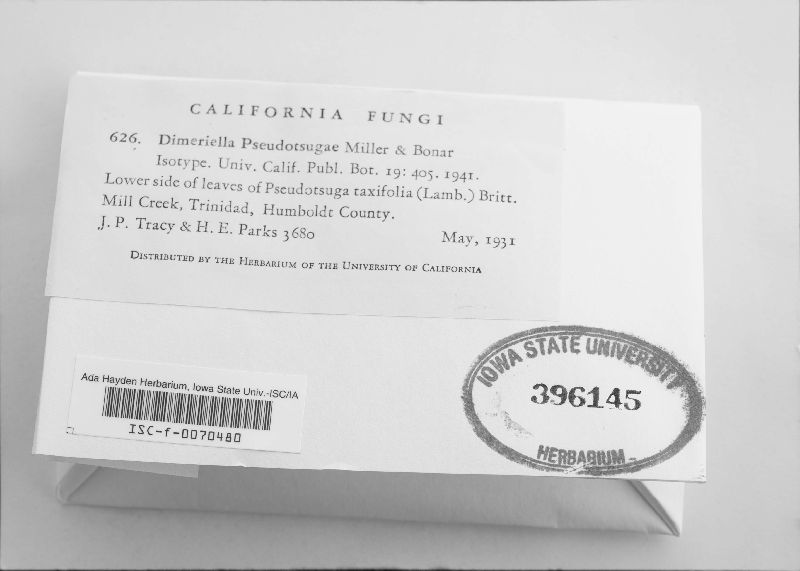 CALIFORNIA FUNGI
626. Dimeriella Pseudotsugae Miller & Bonar
Isotype. Univ. Calif. Publ. Bot. 19: 405. 1941.
Lower side of leaves of Pseudotsuga taxifolia (Lamb.) Britt.
Mill Creek, Trinidad, Humboldt County.
J. P. Tracy & H. E. Parks 3680 May, 1931
DISTRIBUTED BY THE HERBARIUM OF THE UNIVERSITY OF CALIFORNIA
Ada Hayden Herbarium, Iowa State Univ.-ISC/IA
ISC-f-0070480
IOWA STATE UNIVERSITY
396145
HERBARIUM